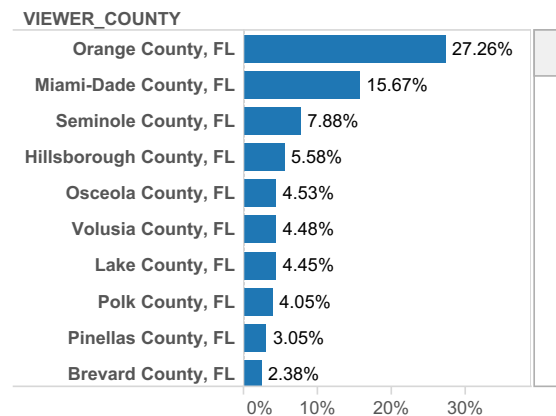 VIEWER_COUNTY
Orange County, FL 27.26%
Miami-Dade County, FL 15.67%
Seminole County, FL 7.88%
Hillsborough County, FL 5.58%
Osceola County, FL 4.53%
Volusia County, FL 4.48%
Lake County, FL 4.45%
Polk County, FL 4.05%
Pinellas County, FL 3.05%
Brevard County, FL 2.38%
0% 10% 20% 30%